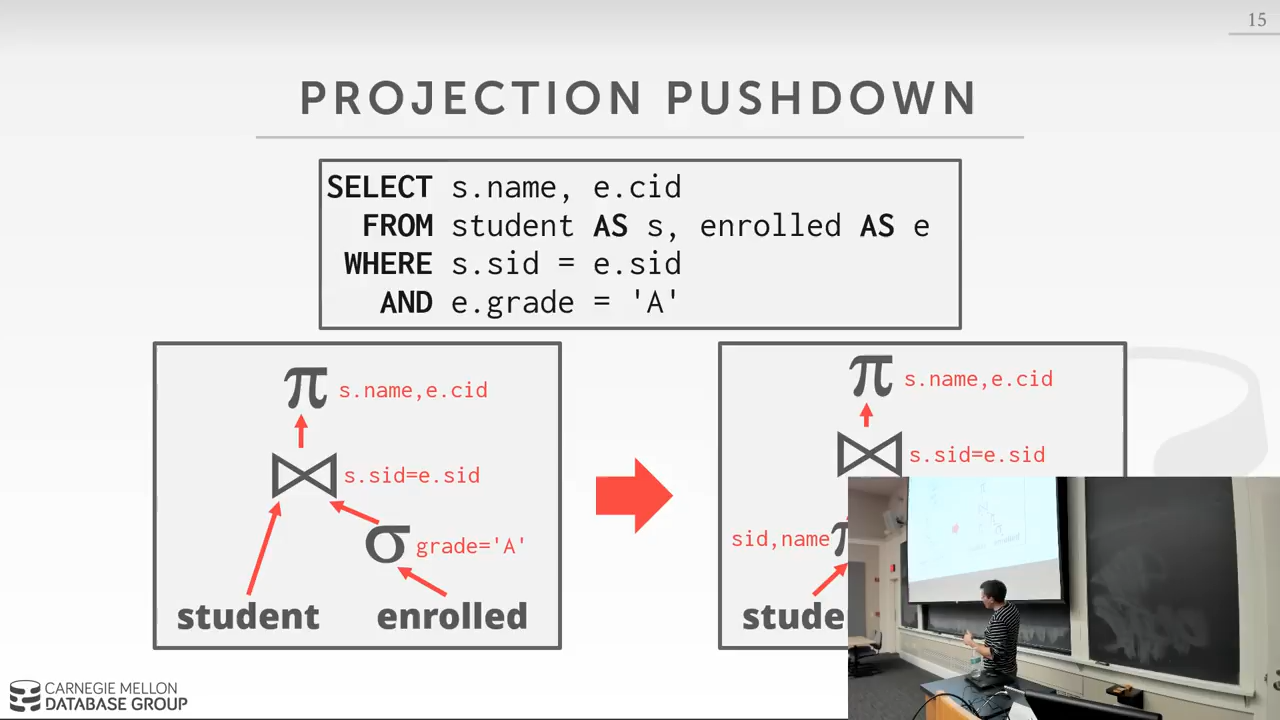 15
PROJECTION PUSHDOWN
SELECT s.name, e.cid
FROM student AS s, enrolled AS e
WHERE s.sid = e.sid
AND e.grade = 'A'
π s.name,e.cid
⋈ s.sid=e.sid
σ grade='A'
student enrolled
π s.name,e.cid
⋈ s.sid=e.sid
sid,name π
stude
CARNEGIE MELLON
DATABASE GROUP